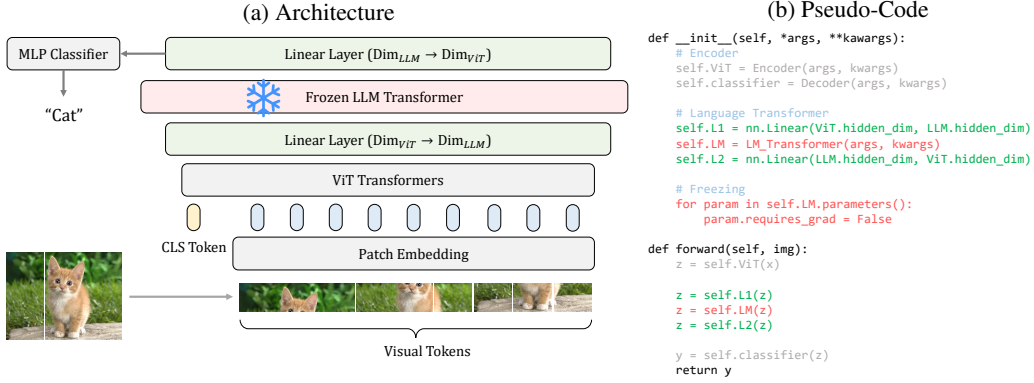 (a) Architecture
MLP Classifier
Linear Layer (Dim_LLM → Dim_ViT)
"Cat"
Frozen LLM Transformer
Linear Layer (Dim_ViT → Dim_LLM)
ViT Transformers
CLS Token
Patch Embedding
Visual Tokens
(b) Pseudo-Code
def __init__(self, *args, **kawargs):
# Encoder
self.ViT = Encoder(args, kwargs)
self.classifier = Decoder(args, kwargs)
# Language Transformer
self.L1 = nn.Linear(ViT.hidden_dim, LLM.hidden_dim)
self.LM = LM_Transformer(args, kwargs)
self.L2 = nn.Linear(LLM.hidden_dim, ViT.hidden_dim)
# Freezing
for param in self.LM.parameters():
param.requires_grad = False
def forward(self, img):
z = self.ViT(x)
z = self.L1(z)
z = self.LM(z)
z = self.L2(z)
y = self.classifier(z)
return y